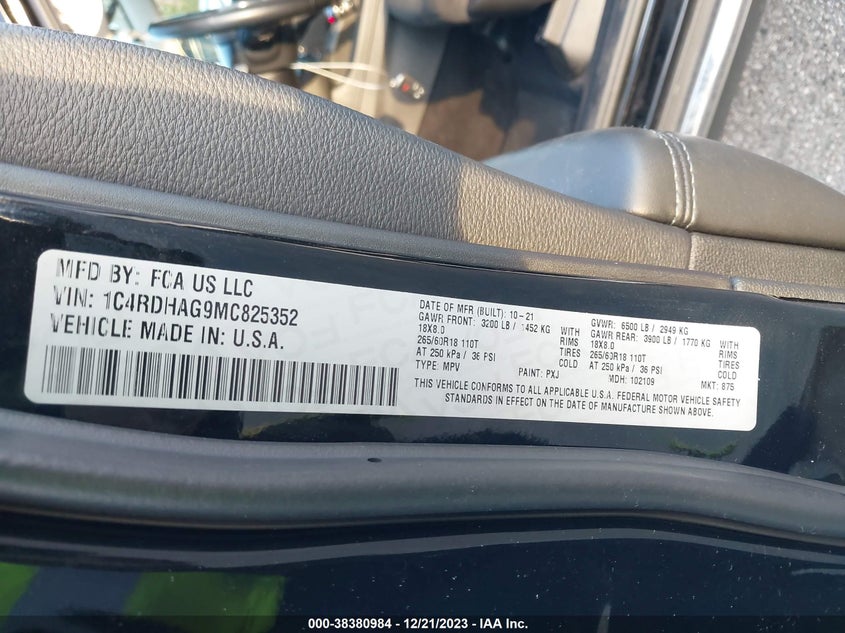 MFD BY: FCA US LLC
VIN: 1C4RDHAG9MC825352
VEHICLE MADE IN: U.S.A.
DATE OF MFR (BUILT): 10-21
GAWR FRONT: 3200 LB / 1452 KG WITH
18X8.0 RIMS
265/60R18 110T TIRES
AT 250 kPa / 36 PSI COLD
TYPE: MPV PAINT: PXJ
GVWR: 6500 LB / 2949 KG
GAWR REAR: 3900 LB / 1770 KG WITH
18X8.0 RIMS
265/60R18 110T TIRES
AT 250 kPa / 36 PSI COLD
MDH: 102109 MKT: 875
THIS VEHICLE CONFORMS TO ALL APPLICABLE U.S.A. FEDERAL MOTOR VEHICLE SAFETY
STANDARDS IN EFFECT ON THE DATE OF MANUFACTURE SHOWN ABOVE.
000-38380984 - 12/21/2023 - IAA Inc.